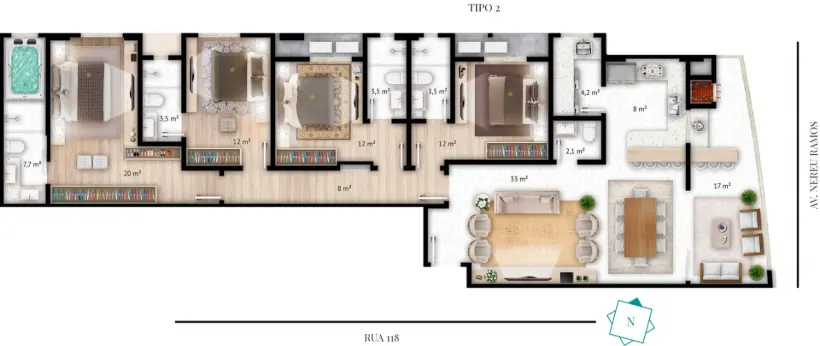 TIPO 2
3,5 m²
3,5 m²
3,5 m²
4,2 m²
8 m²
7,7 m²
12 m²
12 m²
12 m²
2,1 m²
20 m²
8 m²
33 m²
17 m²
AV. NEREU RAMOS
N
RUA 118